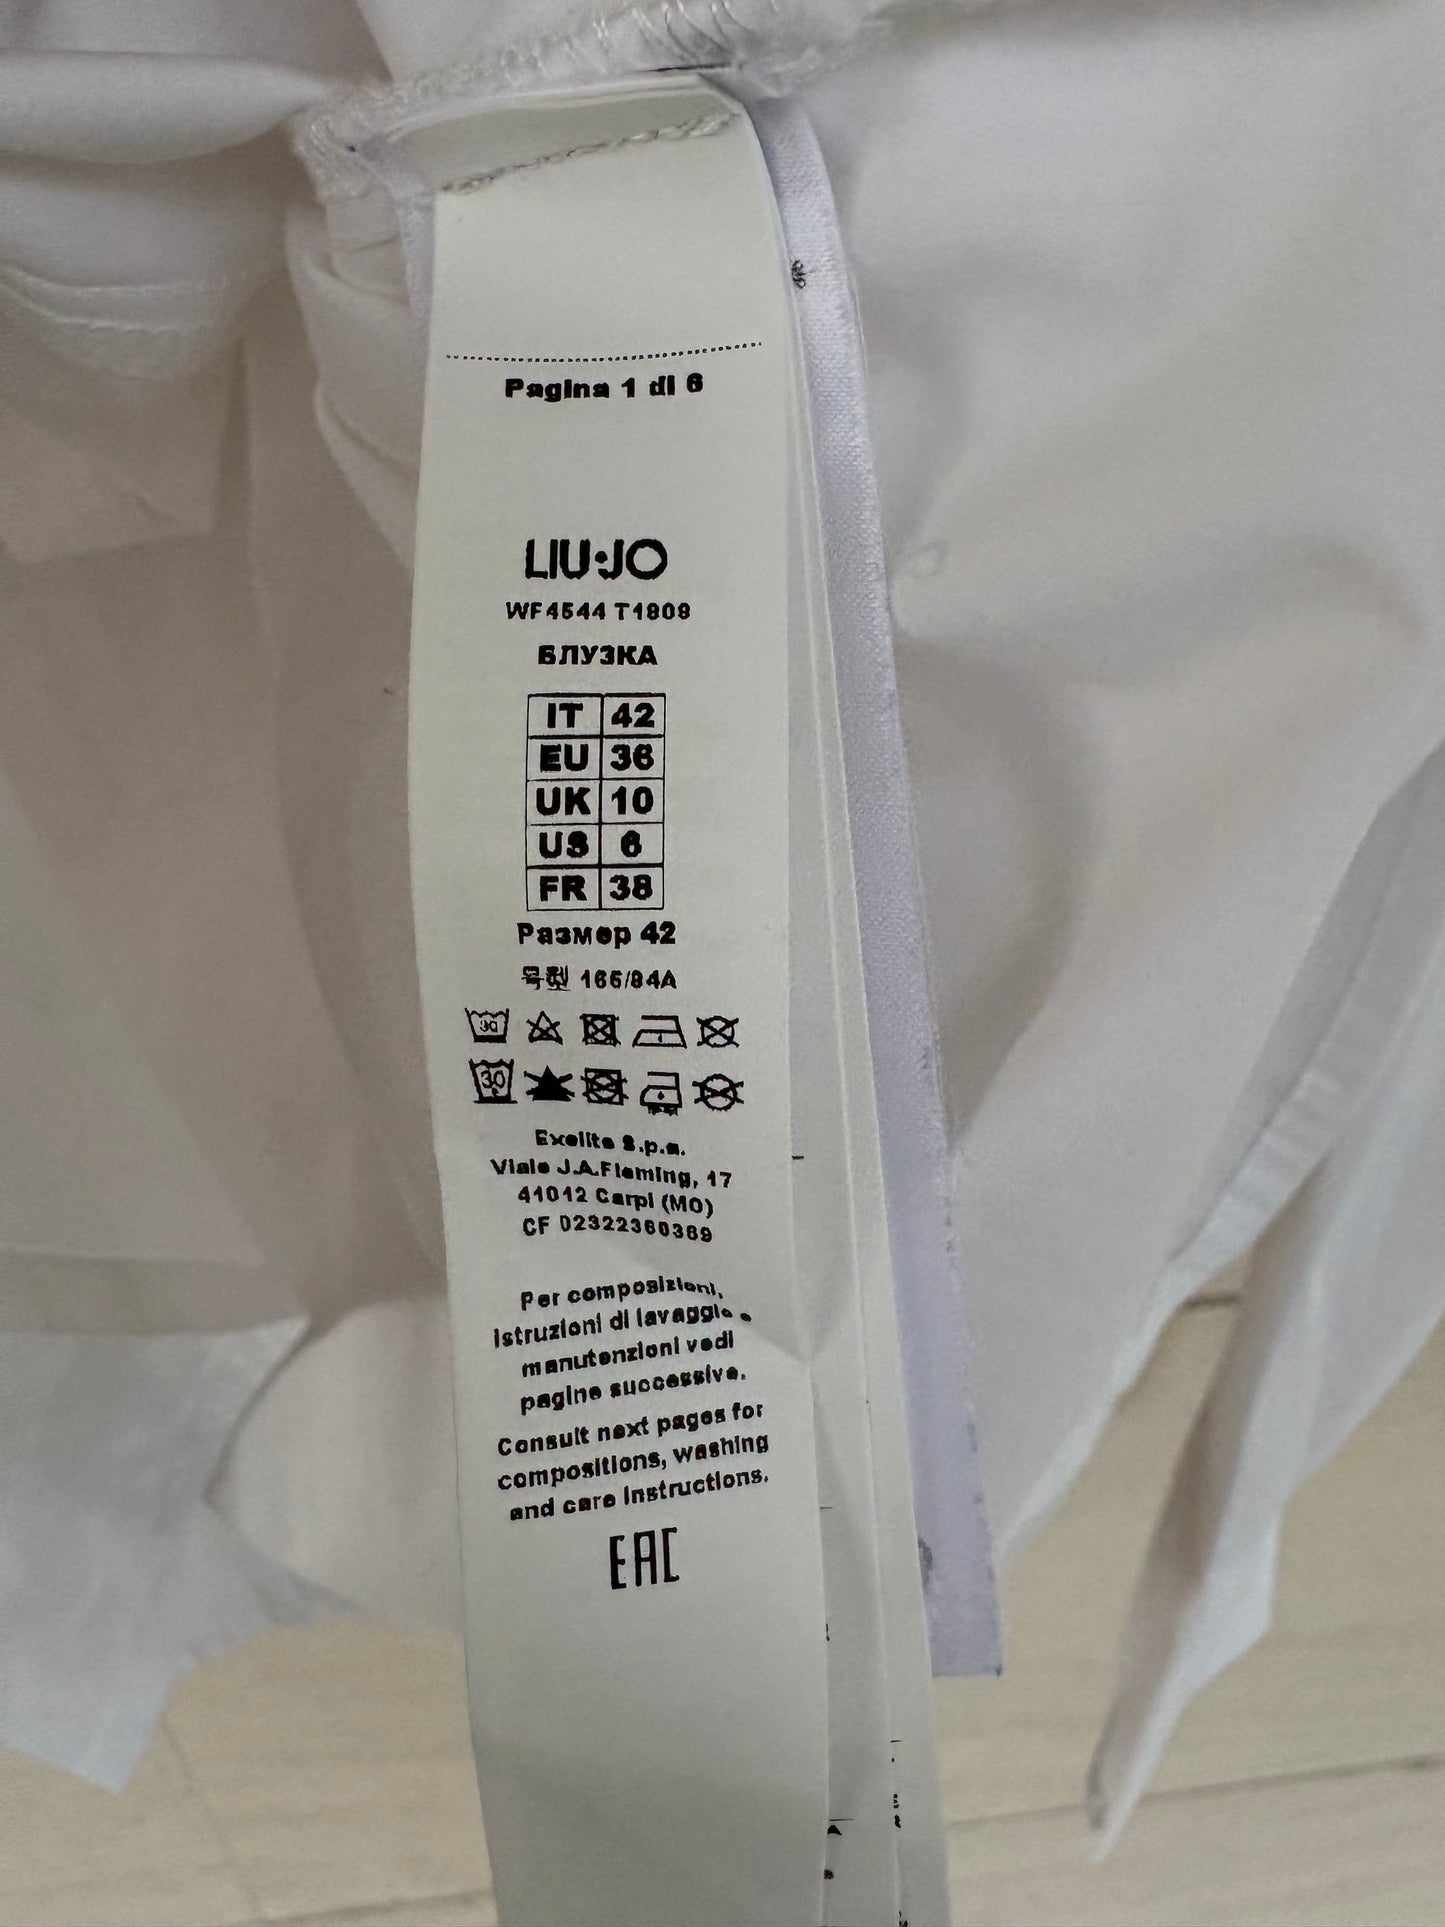 Pagina 1 di 6
LIU·JO
WF4544 T1808
БЛУЗКА
IT 42
EU 36
UK 10
US 6
FR 38
Размер 42
号型 165/84A
30
30
Exelite S.p.a.
Viale J.A.Fleming, 17
41012 Carpi (MO)
CF 02322360369
Per composizioni,
istruzioni di lavaggio e
manutenzioni vedi
pagine successive.
Consult next pages for
compositions, washing
and care instructions.
EAC